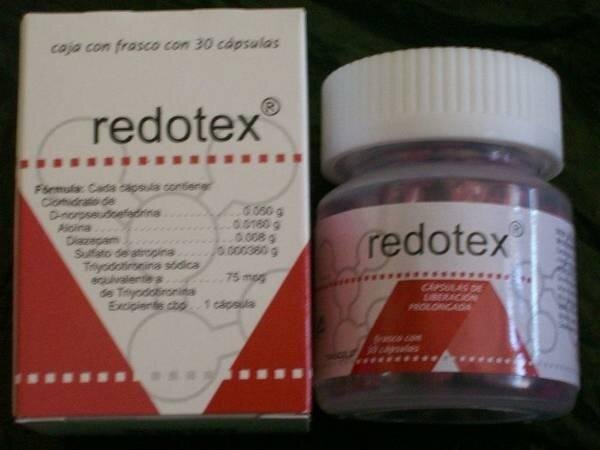 caja con frasco con 30 cápsulas
redotex®
Fórmula: Cada cápsula contiene:
Clorhidrato de
D-norpseudoefedrina ........... 0.050 g
Aloína ........................ 0.0160 g
Diazepam .................. 0.008 g
Sulfato de atropina ........... 0.000360 g
Triyodotironina sódica
equivalente a ........... 75 mcg
de Triyodotironina
Excipiente cbp... 1 cápsula
redotex®
CÁPSULAS DE
LIBERACIÓN
PROLONGADA
frasco con
30 cápsulas